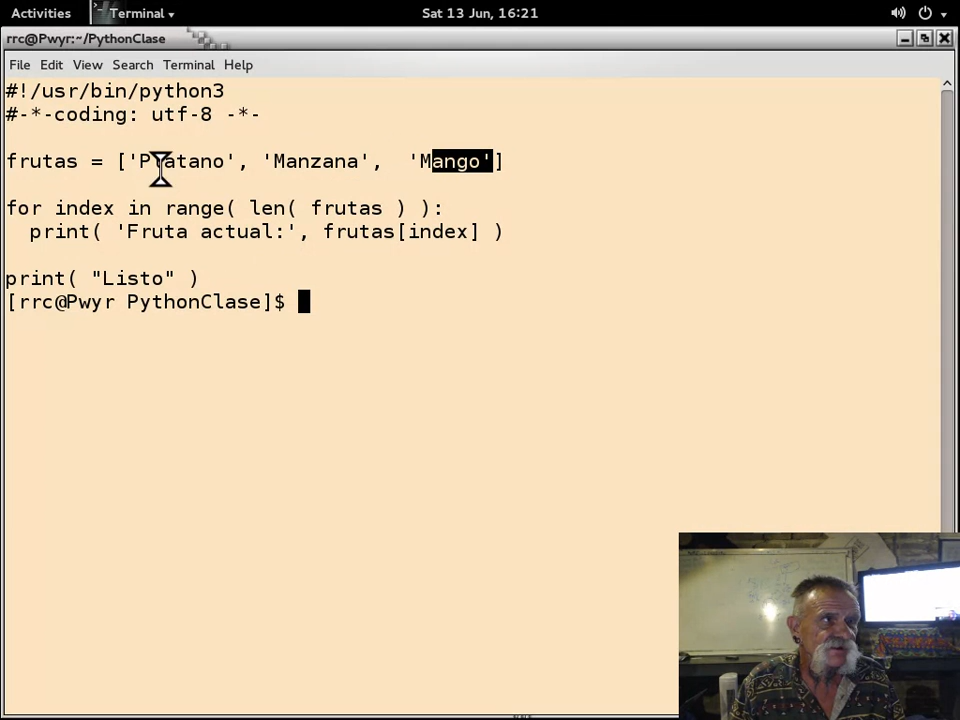 Activities Terminal Sat 13 Jun, 16:21
rrc@Pwyr:~/PythonClase
File Edit View Search Terminal Help
#!/usr/bin/python3
#-*-coding: utf-8 -*-
frutas = ['Platano', 'Manzana',  'Mango']
for index in range( len( frutas ) ):
  print( 'Fruta actual:', frutas[index] )
print( "Listo" )
[rrc@Pwyr PythonClase]$